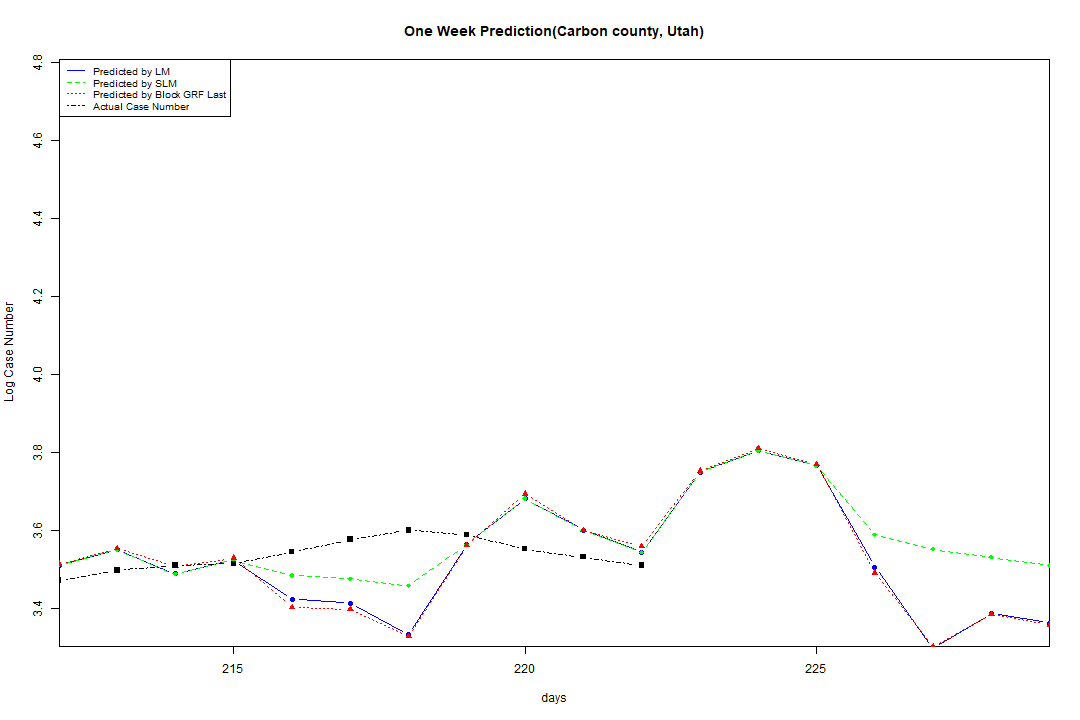 One Week Prediction(Carbon county, Utah)
Predicted by LM
Predicted by SLM
Predicted by Block GRF Last
Actual Case Number
Log Case Number
4.8
4.6
4.4
4.2
4.0
3.8
3.6
3.4
215 220 225
days